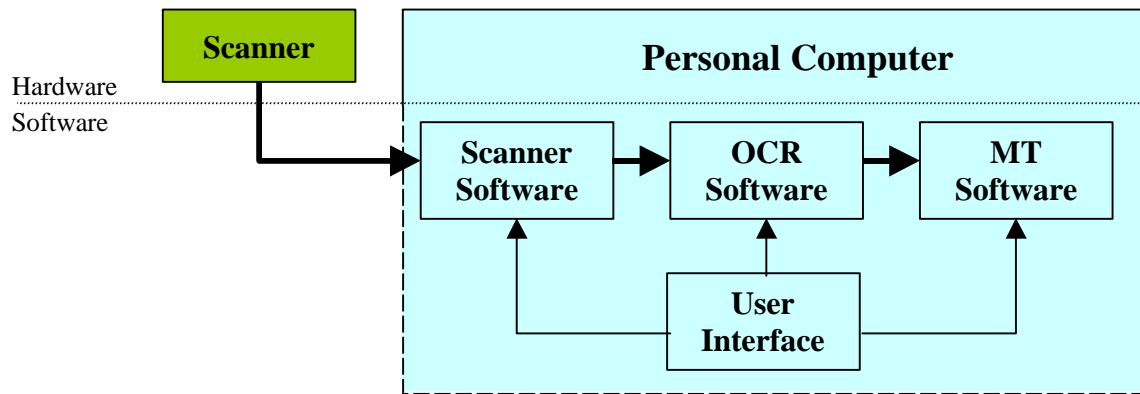 Scanner
Personal Computer
Hardware
Software
Scanner
Software
OCR
Software
MT
Software
User
Interface